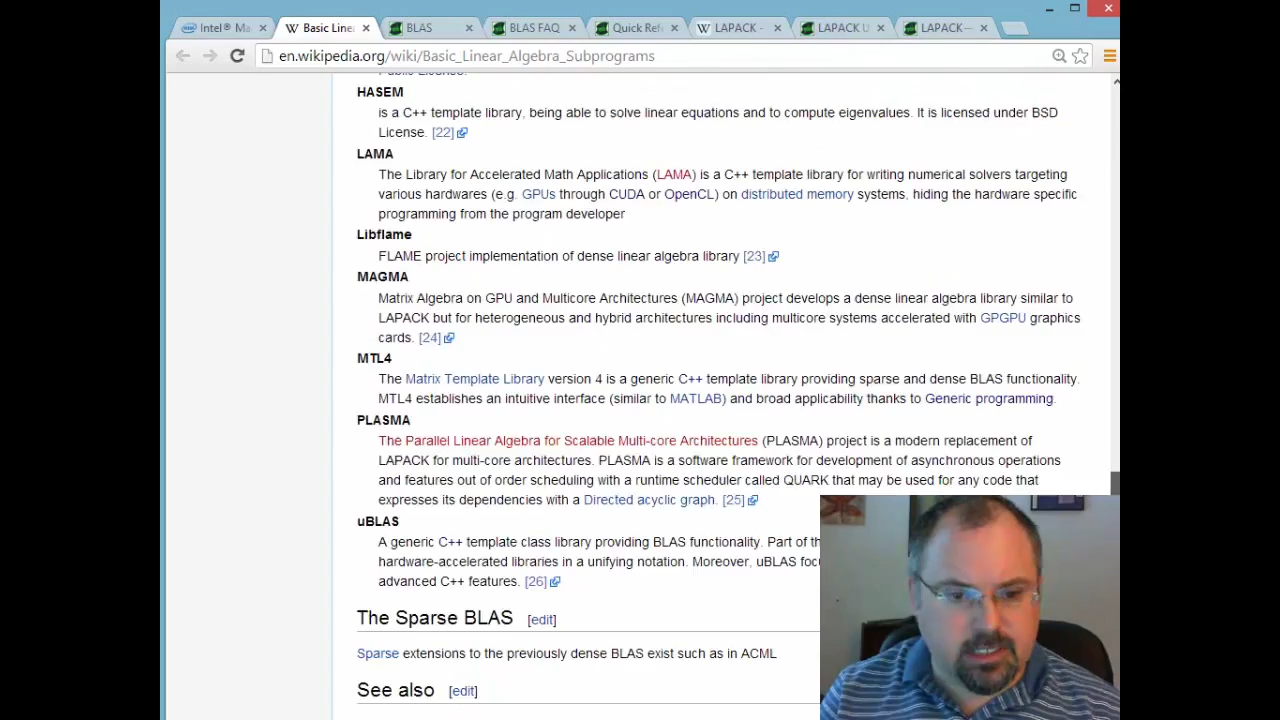 Intel® Ma
Basic Line
BLAS
BLAS FAQ
Quick Ref
LAPACK -
LAPACK U
LAPACK —
en.wikipedia.org/wiki/Basic_Linear_Algebra_Subprograms
Public License.
HASEM
is a C++ template library, being able to solve linear equations and to compute eigenvalues. It is licensed under BSD
License. [22]
LAMA
The Library for Accelerated Math Applications (LAMA) is a C++ template library for writing numerical solvers targeting
various hardwares (e.g. GPUs through CUDA or OpenCL) on distributed memory systems, hiding the hardware specific
programming from the program developer
Libflame
FLAME project implementation of dense linear algebra library [23]
MAGMA
Matrix Algebra on GPU and Multicore Architectures (MAGMA) project develops a dense linear algebra library similar to
LAPACK but for heterogeneous and hybrid architectures including multicore systems accelerated with GPGPU graphics
cards. [24]
MTL4
The Matrix Template Library version 4 is a generic C++ template library providing sparse and dense BLAS functionality.
MTL4 establishes an intuitive interface (similar to MATLAB) and broad applicability thanks to Generic programming.
PLASMA
The Parallel Linear Algebra for Scalable Multi-core Architectures (PLASMA) project is a modern replacement of
LAPACK for multi-core architectures. PLASMA is a software framework for development of asynchronous operations
and features out of order scheduling with a runtime scheduler called QUARK that may be used for any code that
expresses its dependencies with a Directed acyclic graph. [25]
uBLAS
A generic C++ template class library providing BLAS functionality. Part of th
hardware-accelerated libraries in a unifying notation. Moreover, uBLAS foc
advanced C++ features. [26]
The Sparse BLAS [edit]
Sparse extensions to the previously dense BLAS exist such as in ACML
See also [edit]